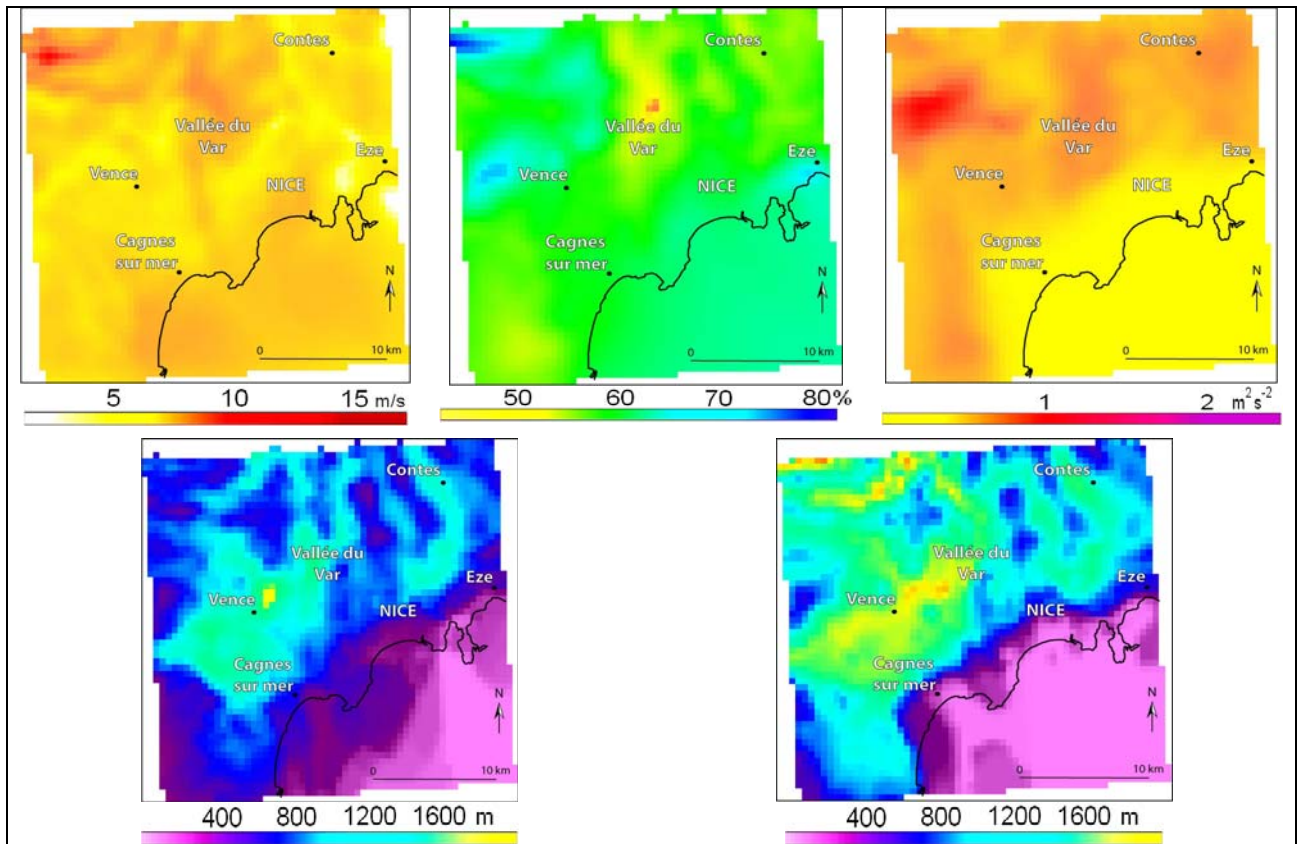 Contes
Vallée du
Var
Eze
Vence
NICE
Cagnes
sur mer
N
0 10 km
5 10 15 m/s
Contes
Vallée du
Var
Eze
Vence
NICE
Cagnes
sur mer
N
0 10 km
50 60 70 80%
Contes
Vallée du
Var
Eze
Vence
NICE
Cagnes
sur mer
N
0 10 km
1 2 m²s⁻²
Contes
Vallée du
Var
Eze
Vence
NICE
Cagnes
sur mer
N
0 10 km
400 800 1200 1600 m
Contes
Vallée du
Var
Eze
Vence
NICE
Cagnes
sur mer
N
0 10 km
400 800 1200 1600 m